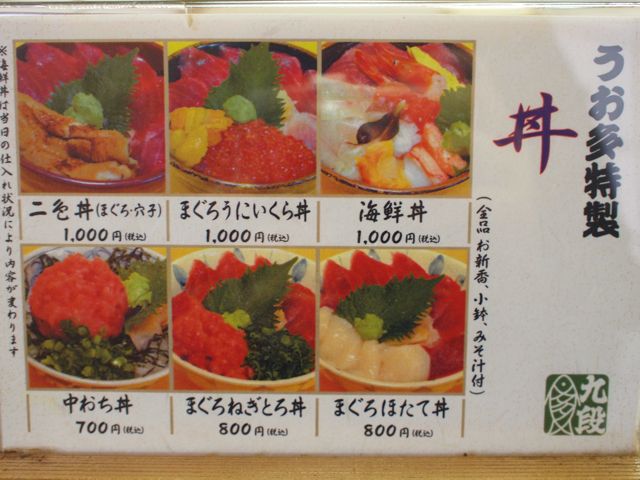 うお多特製
丼
(全品 お新香、小鉢、みそ汁付)
二色丼(まぐろ・穴子)
1,000円(税込)
まぐろうにいくら丼
1,000円(税込)
海鮮丼
1,000円(税込)
中おち丼
700円(税込)
まぐろねぎとろ丼
800円(税込)
まぐろほたて丼
800円(税込)
※海鮮丼は当日の仕入れ状況により内容が変わります
九段